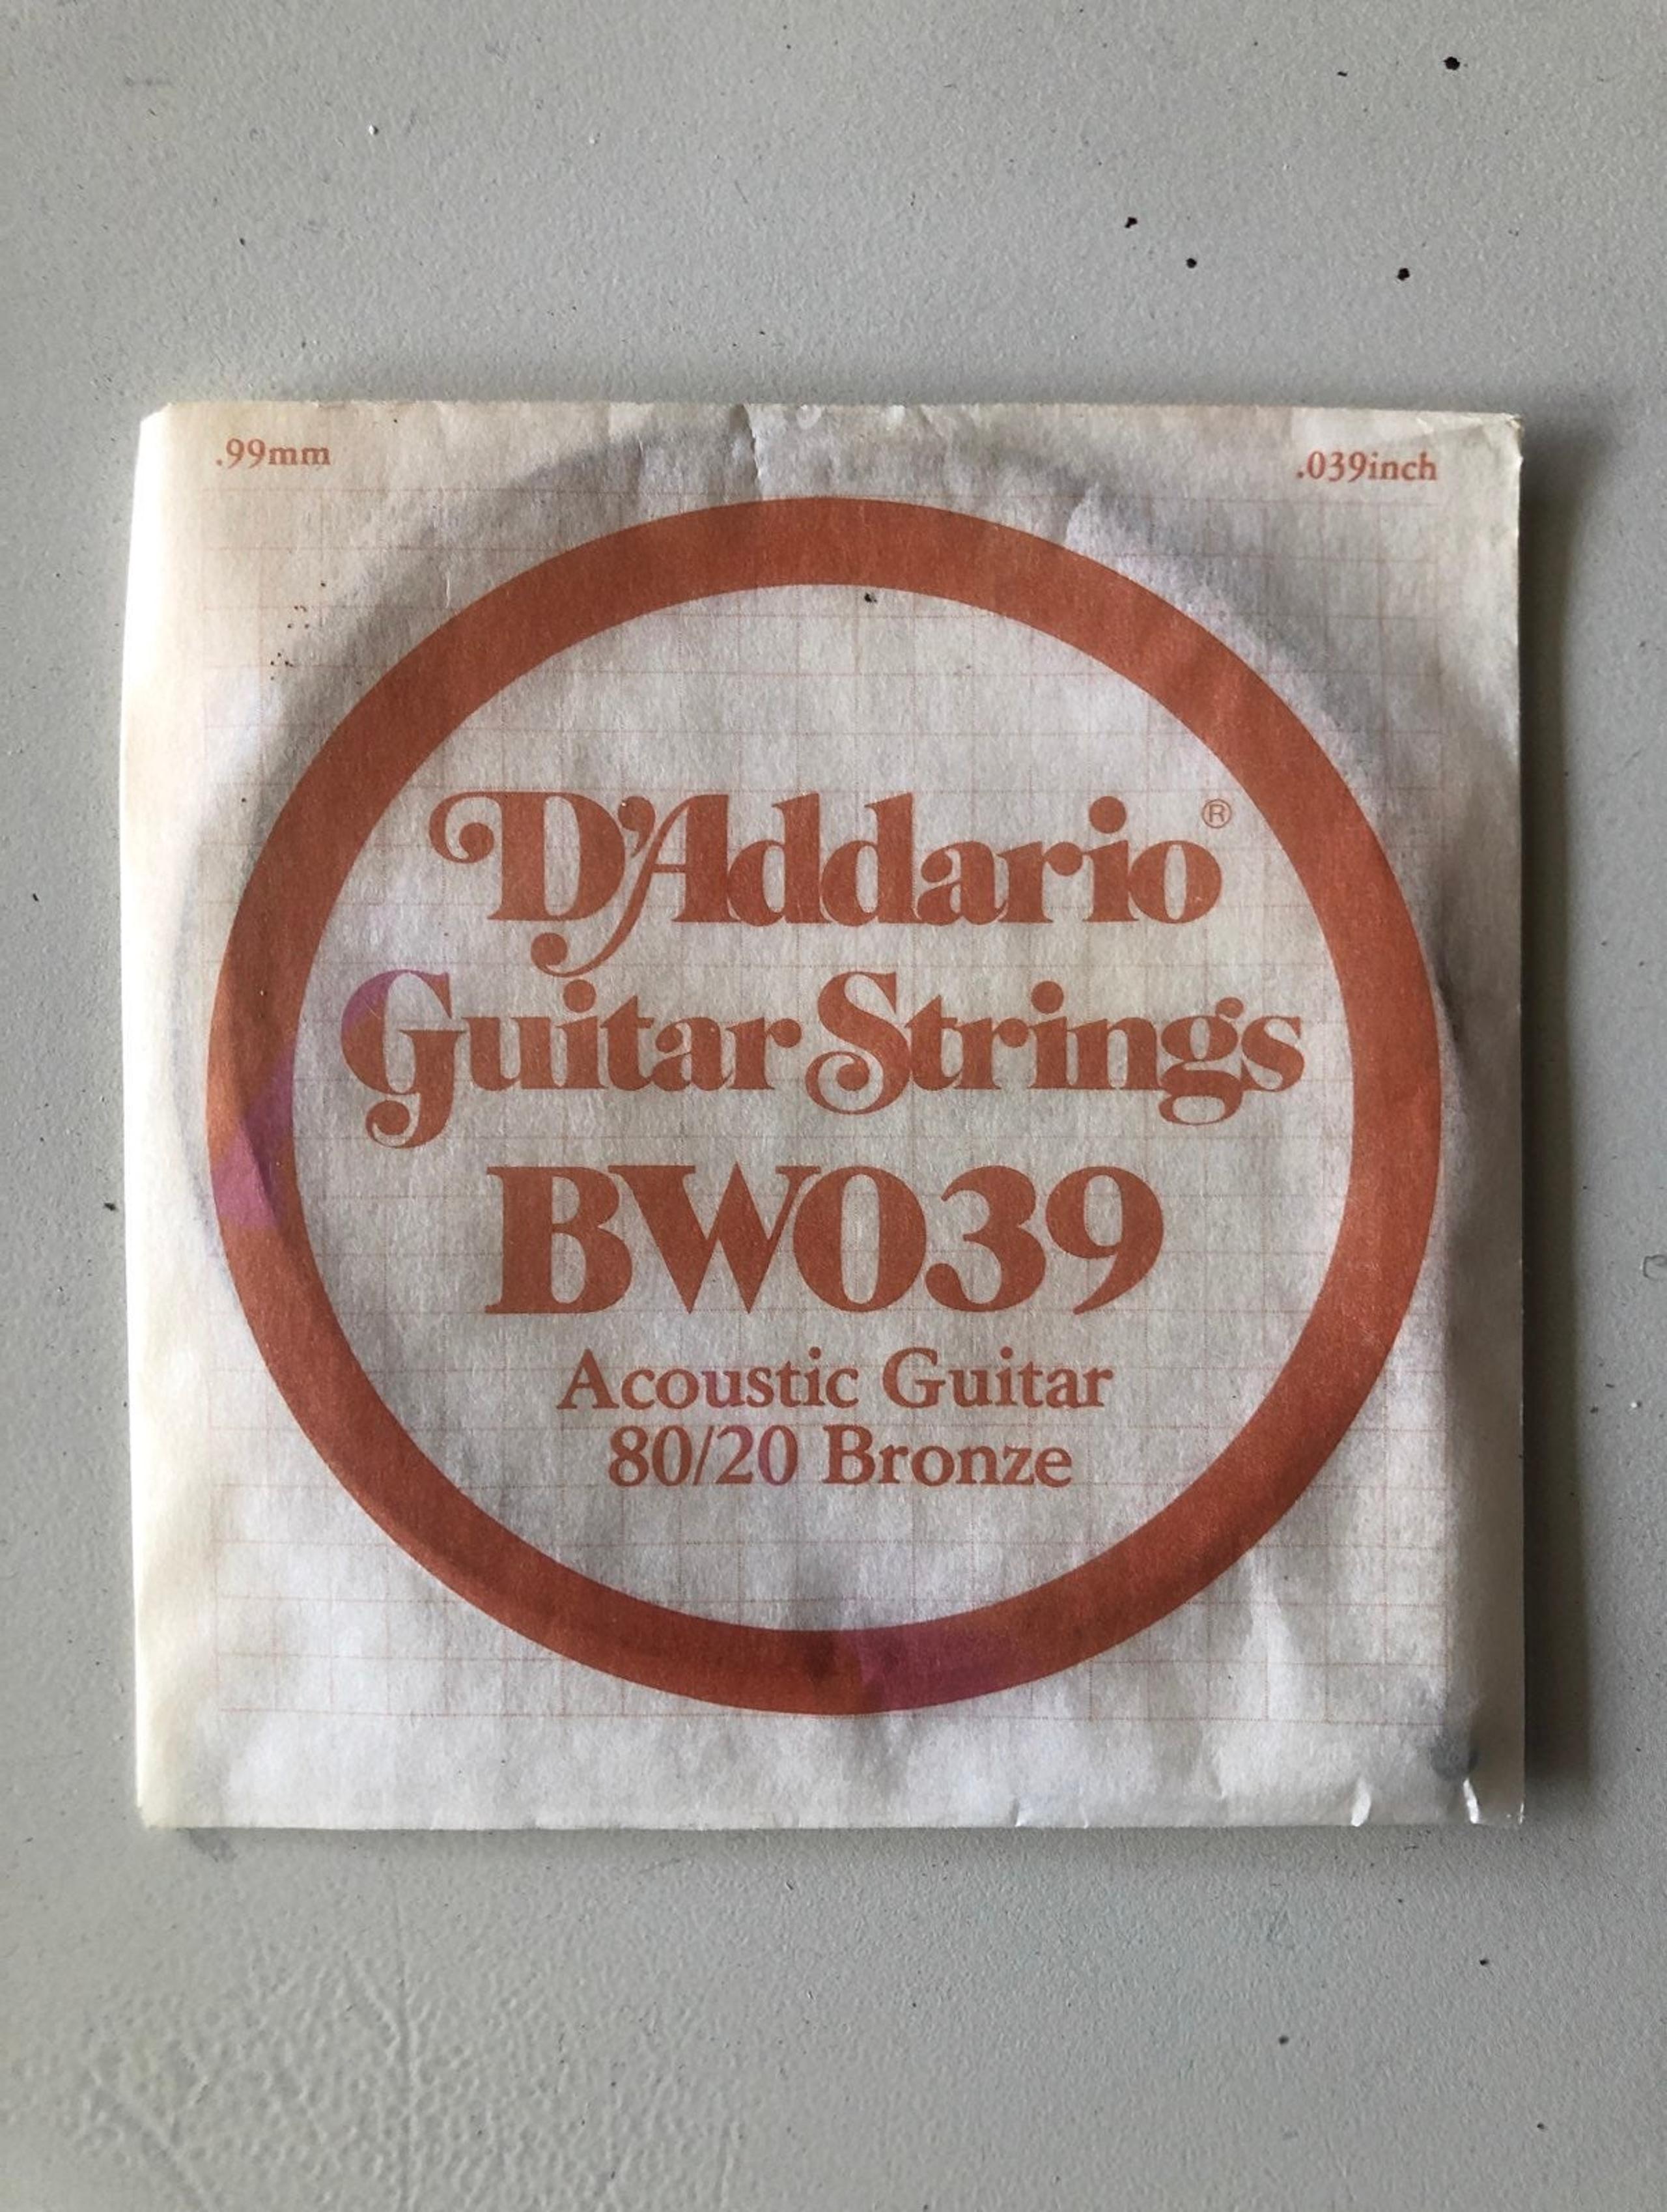 .99mm
.039inch
D'Addario®
Guitar Strings
BW039
Acoustic Guitar
80/20 Bronze